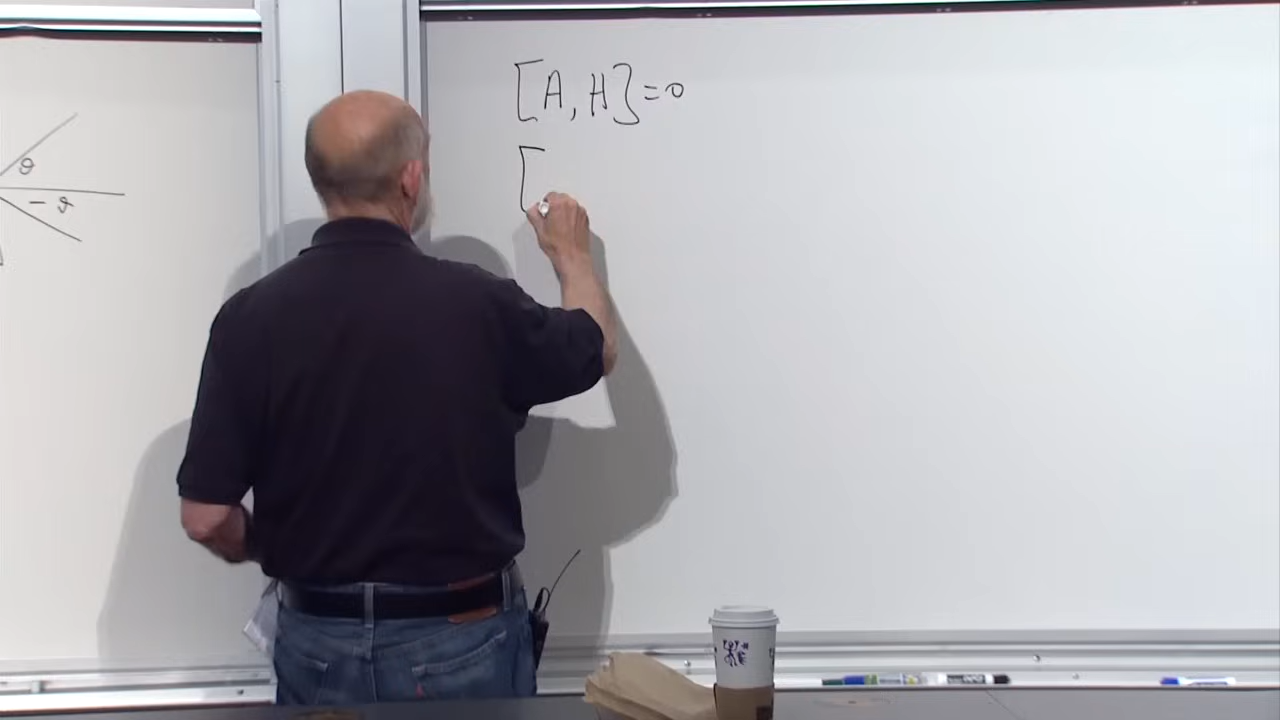 θ
- θ
[A, H] = 0
[